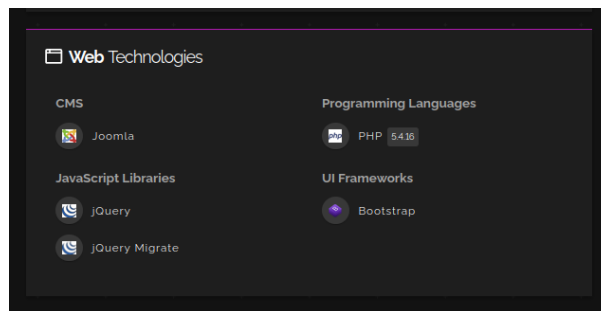 Web Technologies
CMS
Joomla
Programming Languages
php
PHP 5.4.16
JavaScript Libraries
jQuery
jQuery Migrate
UI Frameworks
Bootstrap